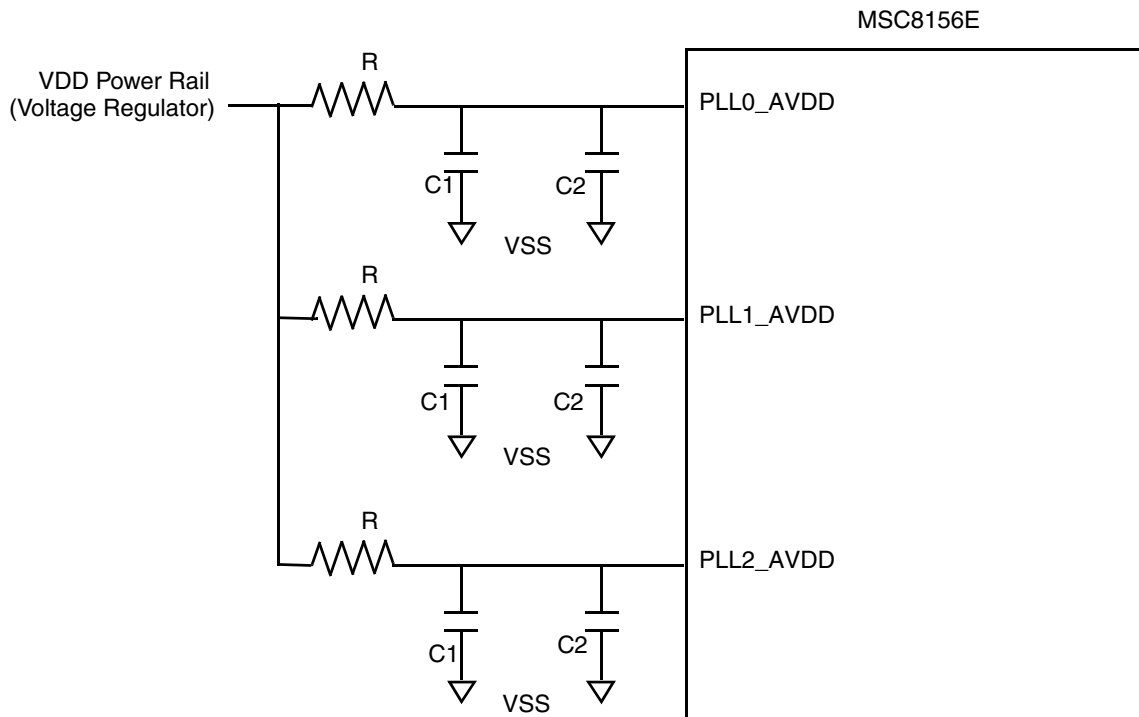 MSC8156E
R
VDD Power Rail
(Voltage Regulator)
PLL0_AVDD
C1
C2
VSS
R
PLL1_AVDD
C1
C2
VSS
R
PLL2_AVDD
C1
C2
VSS